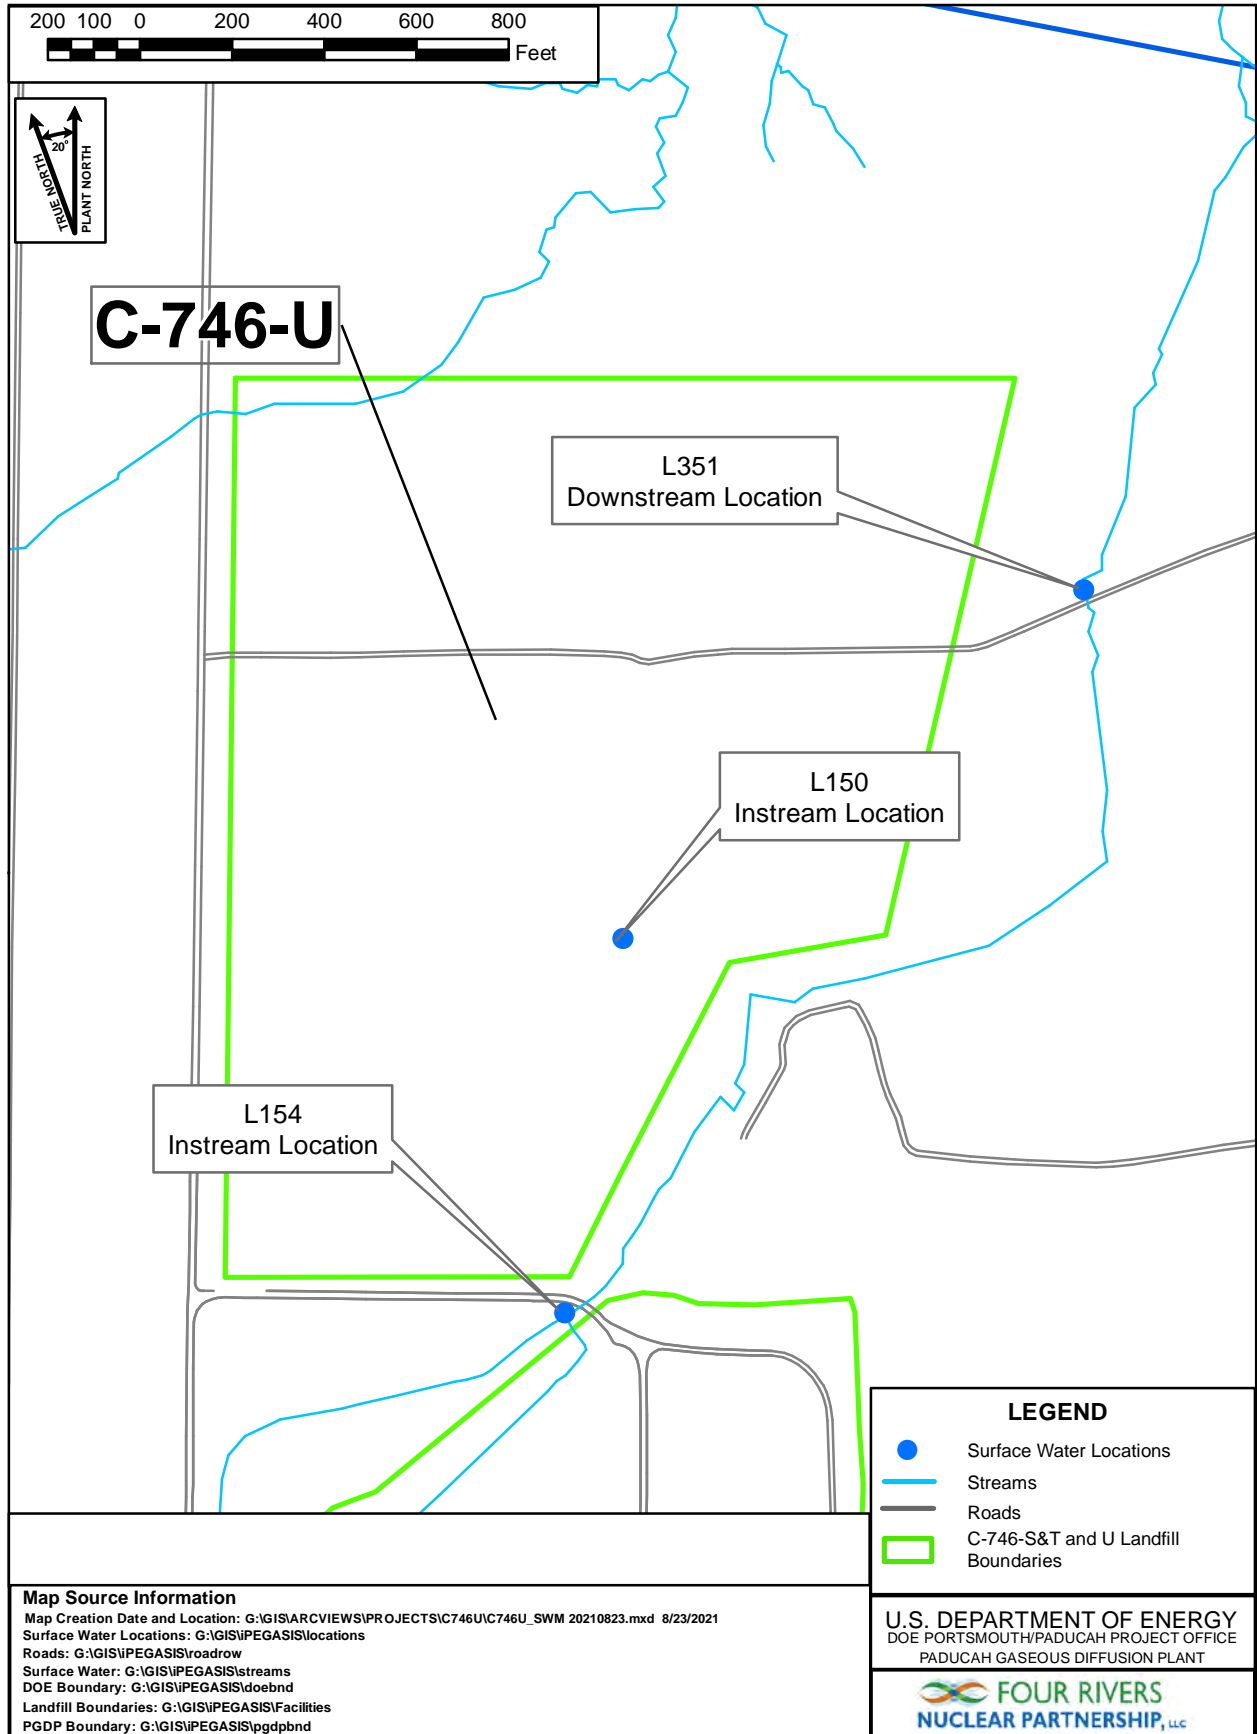 200 100 0 200 400 600 800
Feet
20°
TRUE NORTH
PLANT NORTH
C-746-U
L351
Downstream Location
L150
Instream Location
L154
Instream Location
LEGEND
Surface Water Locations
Streams
Roads
C-746-S&T and U Landfill
Boundaries
Map Source Information
Map Creation Date and Location: G:\GIS\ARCVIEWS\PROJECTS\C746U\C746U_SWM 20210823.mxd 8/23/2021
Surface Water Locations: G:\GIS\iPEGASIS\locations
Roads: G:\GIS\iPEGASIS\roadrow
Surface Water: G:\GIS\iPEGASIS\streams
DOE Boundary: G:\GIS\iPEGASIS\doebnd
Landfill Boundaries: G:\GIS\iPEGASIS\Facilities
PGDP Boundary: G:\GIS\iPEGASIS\pgdpbnd
U.S. DEPARTMENT OF ENERGY
DOE PORTSMOUTH/PADUCAH PROJECT OFFICE
PADUCAH GASEOUS DIFFUSION PLANT
FOUR RIVERS
NUCLEAR PARTNERSHIP, LLC